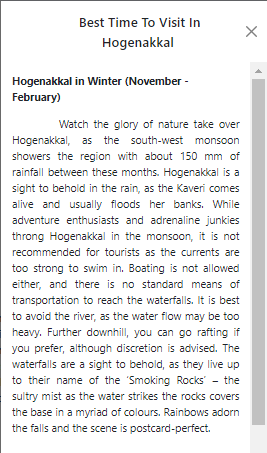 Best Time To Visit In
Hogenakkal
Hogenakkal in Winter (November -
February)
Watch the glory of nature take over
Hogenakkal, as the south-west monsoon
showers the region with about 150 mm of
rainfall between these months. Hogenakkal is a
sight to behold in the rain, as the Kaveri comes
alive and usually floods her banks. While
adventure enthusiasts and adrenaline junkies
throng Hogenakkal in the monsoon, it is not
recommended for tourists as the currents are
too strong to swim in. Boating is not allowed
either, and there is no standard means of
transportation to reach the waterfalls. It is best
to avoid the river, as the water flow may be too
heavy. Further downhill, you can go rafting if
you prefer, although discretion is advised. The
waterfalls are a sight to behold, as they live up
to their name of the ‘Smoking Rocks’ – the
sultry mist as the water strikes the rocks covers
the base in a myriad of colours. Rainbows adorn
the falls and the scene is postcard-perfect.